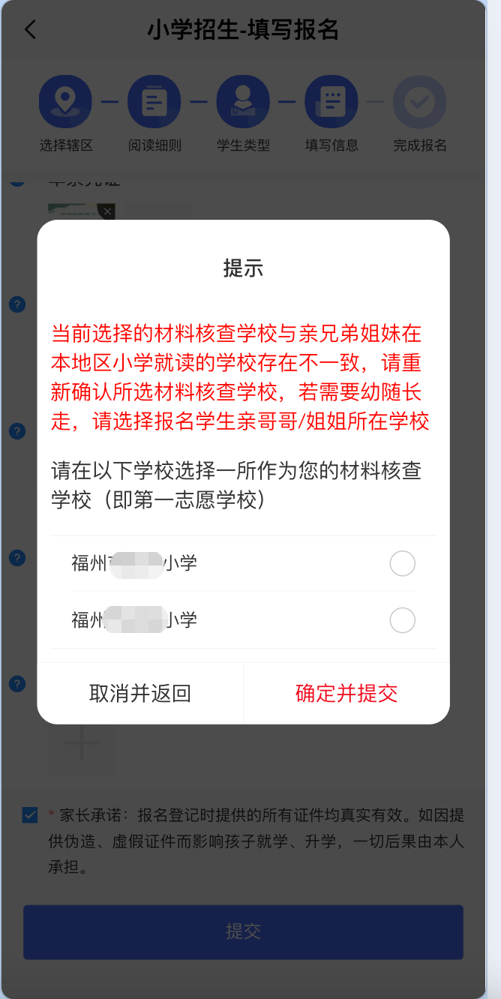 小学招生-填写报名
选择辖区
阅读细则
学生类型
填写信息
完成报名
提示
当前选择的材料核查学校与亲兄弟姐妹在
本地区小学就读的学校存在不一致，请重
新确认所选材料核查学校，若需要幼随长
走，请选择报名学生亲哥哥/姐姐所在学校
请在以下学校选择一所作为您的材料核查
学校（即第一志愿学校）
福州 小学
福州 小学
取消并返回
确定并提交
* 家长承诺：报名登记时提供的所有证件均真实有效。如因提
供伪造、虚假证件而影响孩子就学、升学，一切后果由本人
承担。
提交